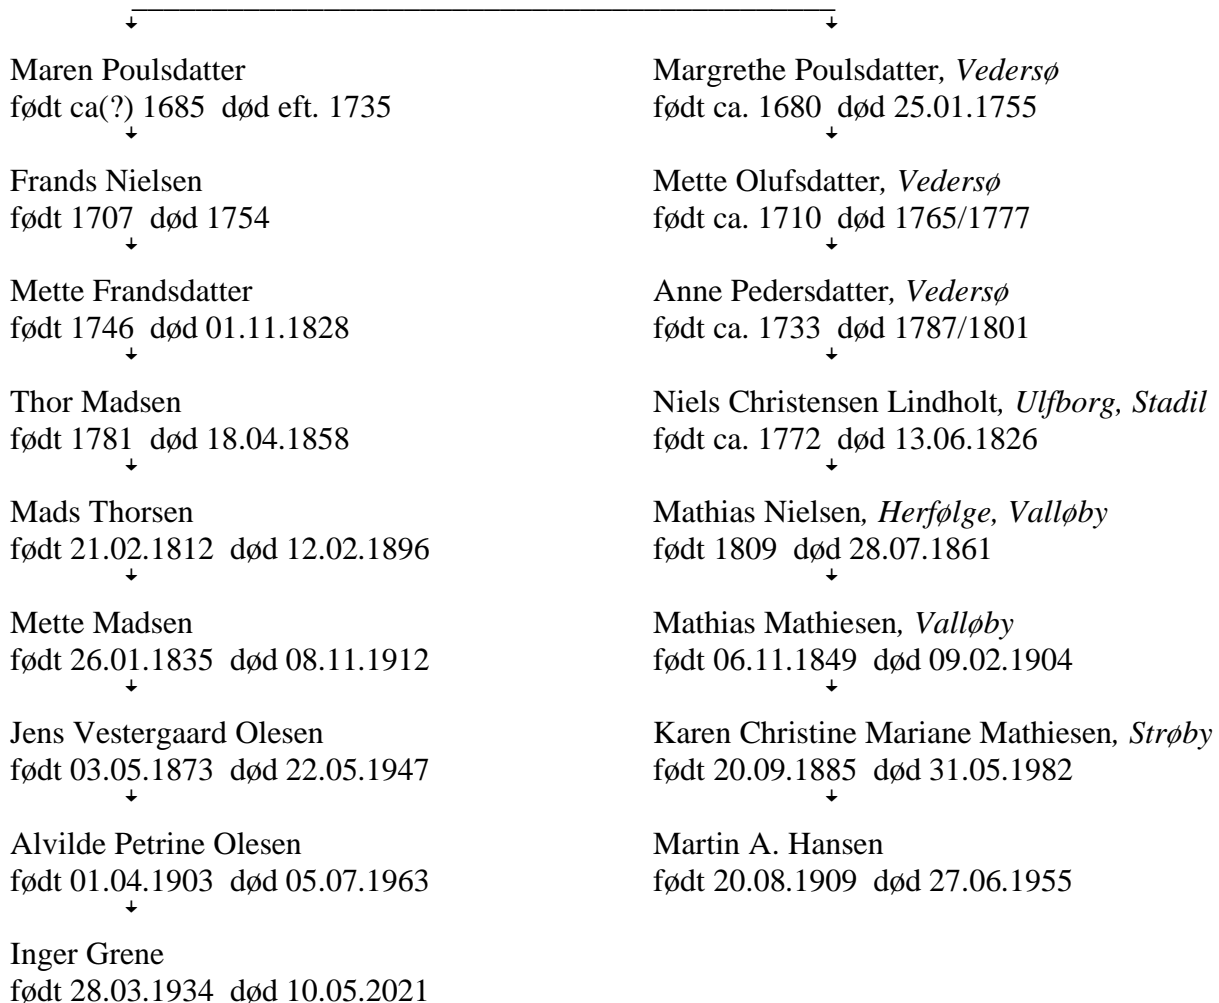 Maren Poulsdatter
født ca(?) 1685 død eft. 1735
Frands Nielsen
født 1707 død 1754
Mette Frandsdatter
født 1746 død 01.11.1828
Thor Madsen
født 1781 død 18.04.1858
Mads Thorsen
født 21.02.1812 død 12.02.1896
Mette Madsen
født 26.01.1835 død 08.11.1912
Jens Vestergaard Olesen
født 03.05.1873 død 22.05.1947
Alvilde Petrine Olesen
født 01.04.1903 død 05.07.1963
Inger Grene
født 28.03.1934 død 10.05.2021
Margrethe Poulsdatter, Vedersø
født ca. 1680 død 25.01.1755
Mette Olufsdatter, Vedersø
født ca. 1710 død 1765/1777
Anne Pedersdatter, Vedersø
født ca. 1733 død 1787/1801
Niels Christensen Lindholt, Ulfborg, Stadil
født ca. 1772 død 13.06.1826
Mathias Nielsen, Herfølge, Valløby
født 1809 død 28.07.1861
Mathias Mathiesen, Valløby
født 06.11.1849 død 09.02.1904
Karen Christine Mariane Mathiesen, Strøby
født 20.09.1885 død 31.05.1982
Martin A. Hansen
født 20.08.1909 død 27.06.1955